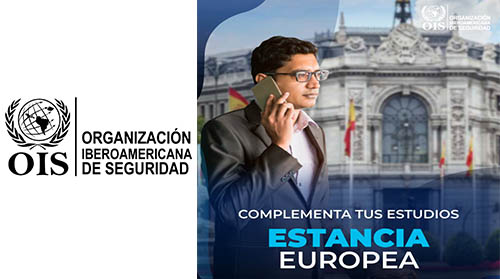 OIS
ORGANIZACIÓN
IBEROAMERICANA
DE SEGURIDAD
OIS
ORGANIZACIÓN
IBEROAMERICANA
DE SEGURIDAD
COMPLEMENTA TUS ESTUDIOS
ESTANCIA
EUROPEA